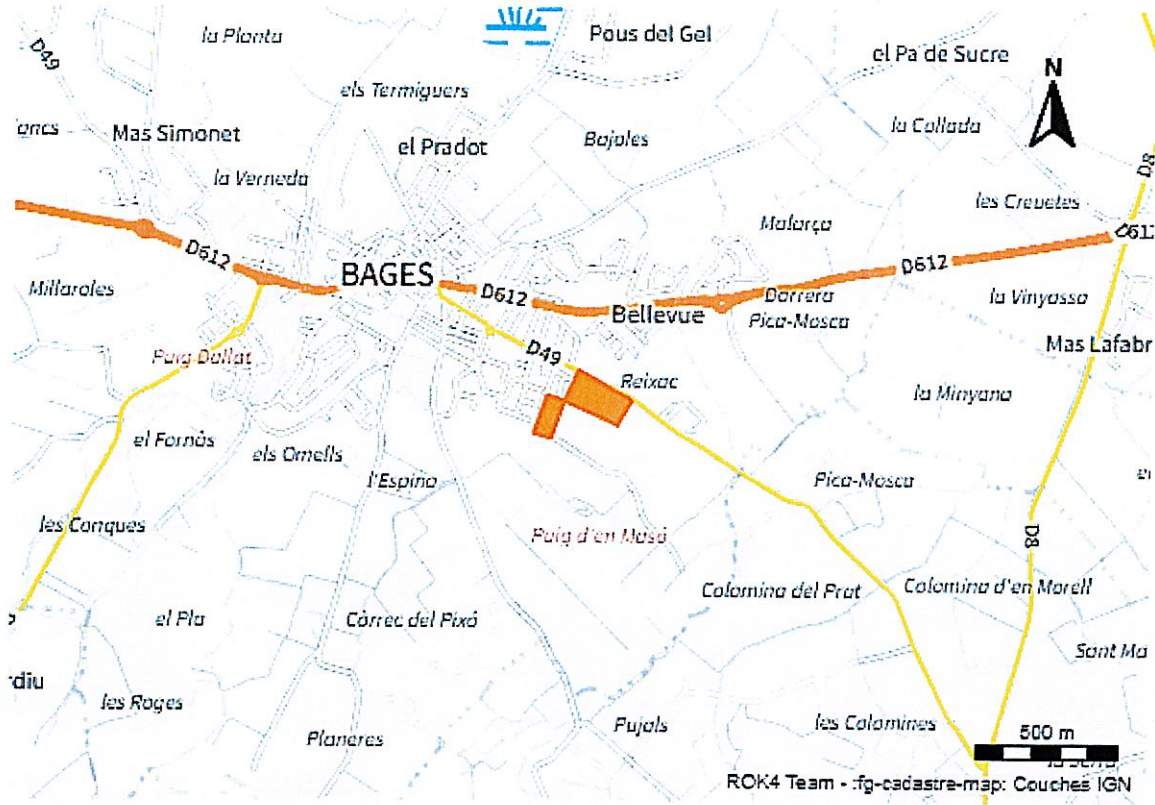 la Planta
Pous del Gel
D49
el Pa de Sucre
N
els Termiguers
la Collada
Mas Simonet
el Pradot
Bajoles
D8
la Verneda
les Creuetes
Malarça
D612
D612
BAGES
D612
D612
Millaroles
Darrera
Pica-Mosca
la Vinyassa
Bellevue
Mas Lafabr
D49
Puig Dallat
Reixac
la Minyana
el Fornàs
els Omells
l'Espina
Pica-Mosca
les Conques
Puig d'en Masó
D8
Colomina del Prat
Colomina d'en Morell
el Pla
Còrrec del Pixó
Sant Ma
rdiu
les Roges
Planeres
Pujals
les Colomines
500 m
ROK4 Team - :fg-cadastre-map: Couches IGN